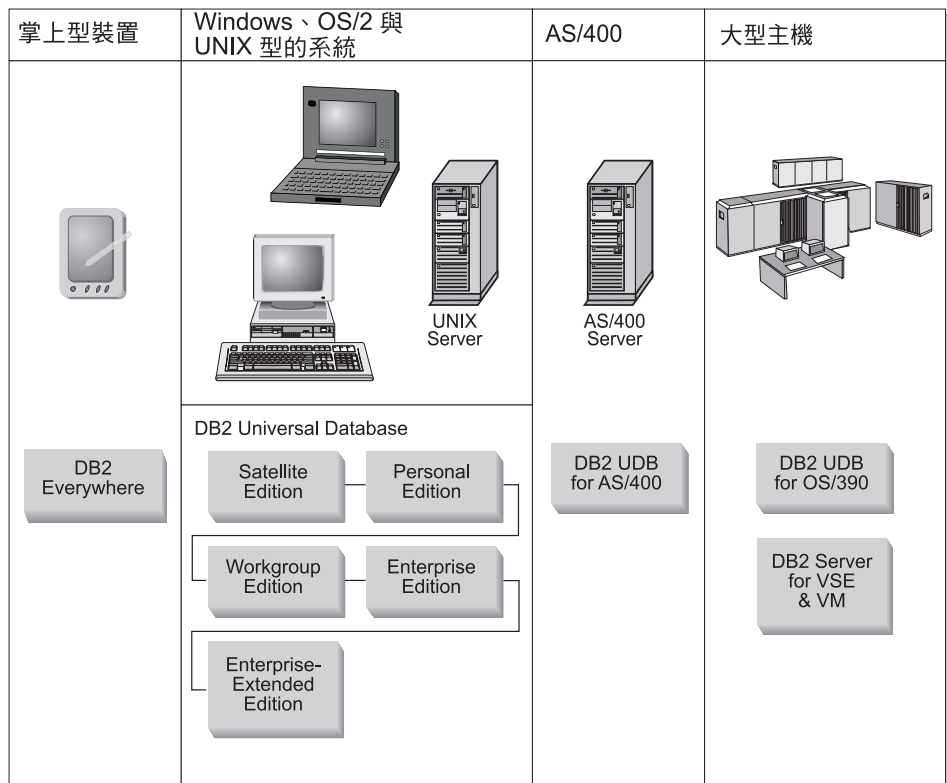 掌上型裝置
Windows、OS/2 與
UNIX 型的系統
AS/400
大型主機
UNIX
Server
AS/400
Server
DB2
Everywhere
DB2 Universal Database
Satellite
Edition
Personal
Edition
Workgroup
Edition
Enterprise
Edition
Enterprise-
Extended
Edition
DB2 UDB
for AS/400
DB2 UDB
for OS/390
DB2 Server
for VSE
& VM